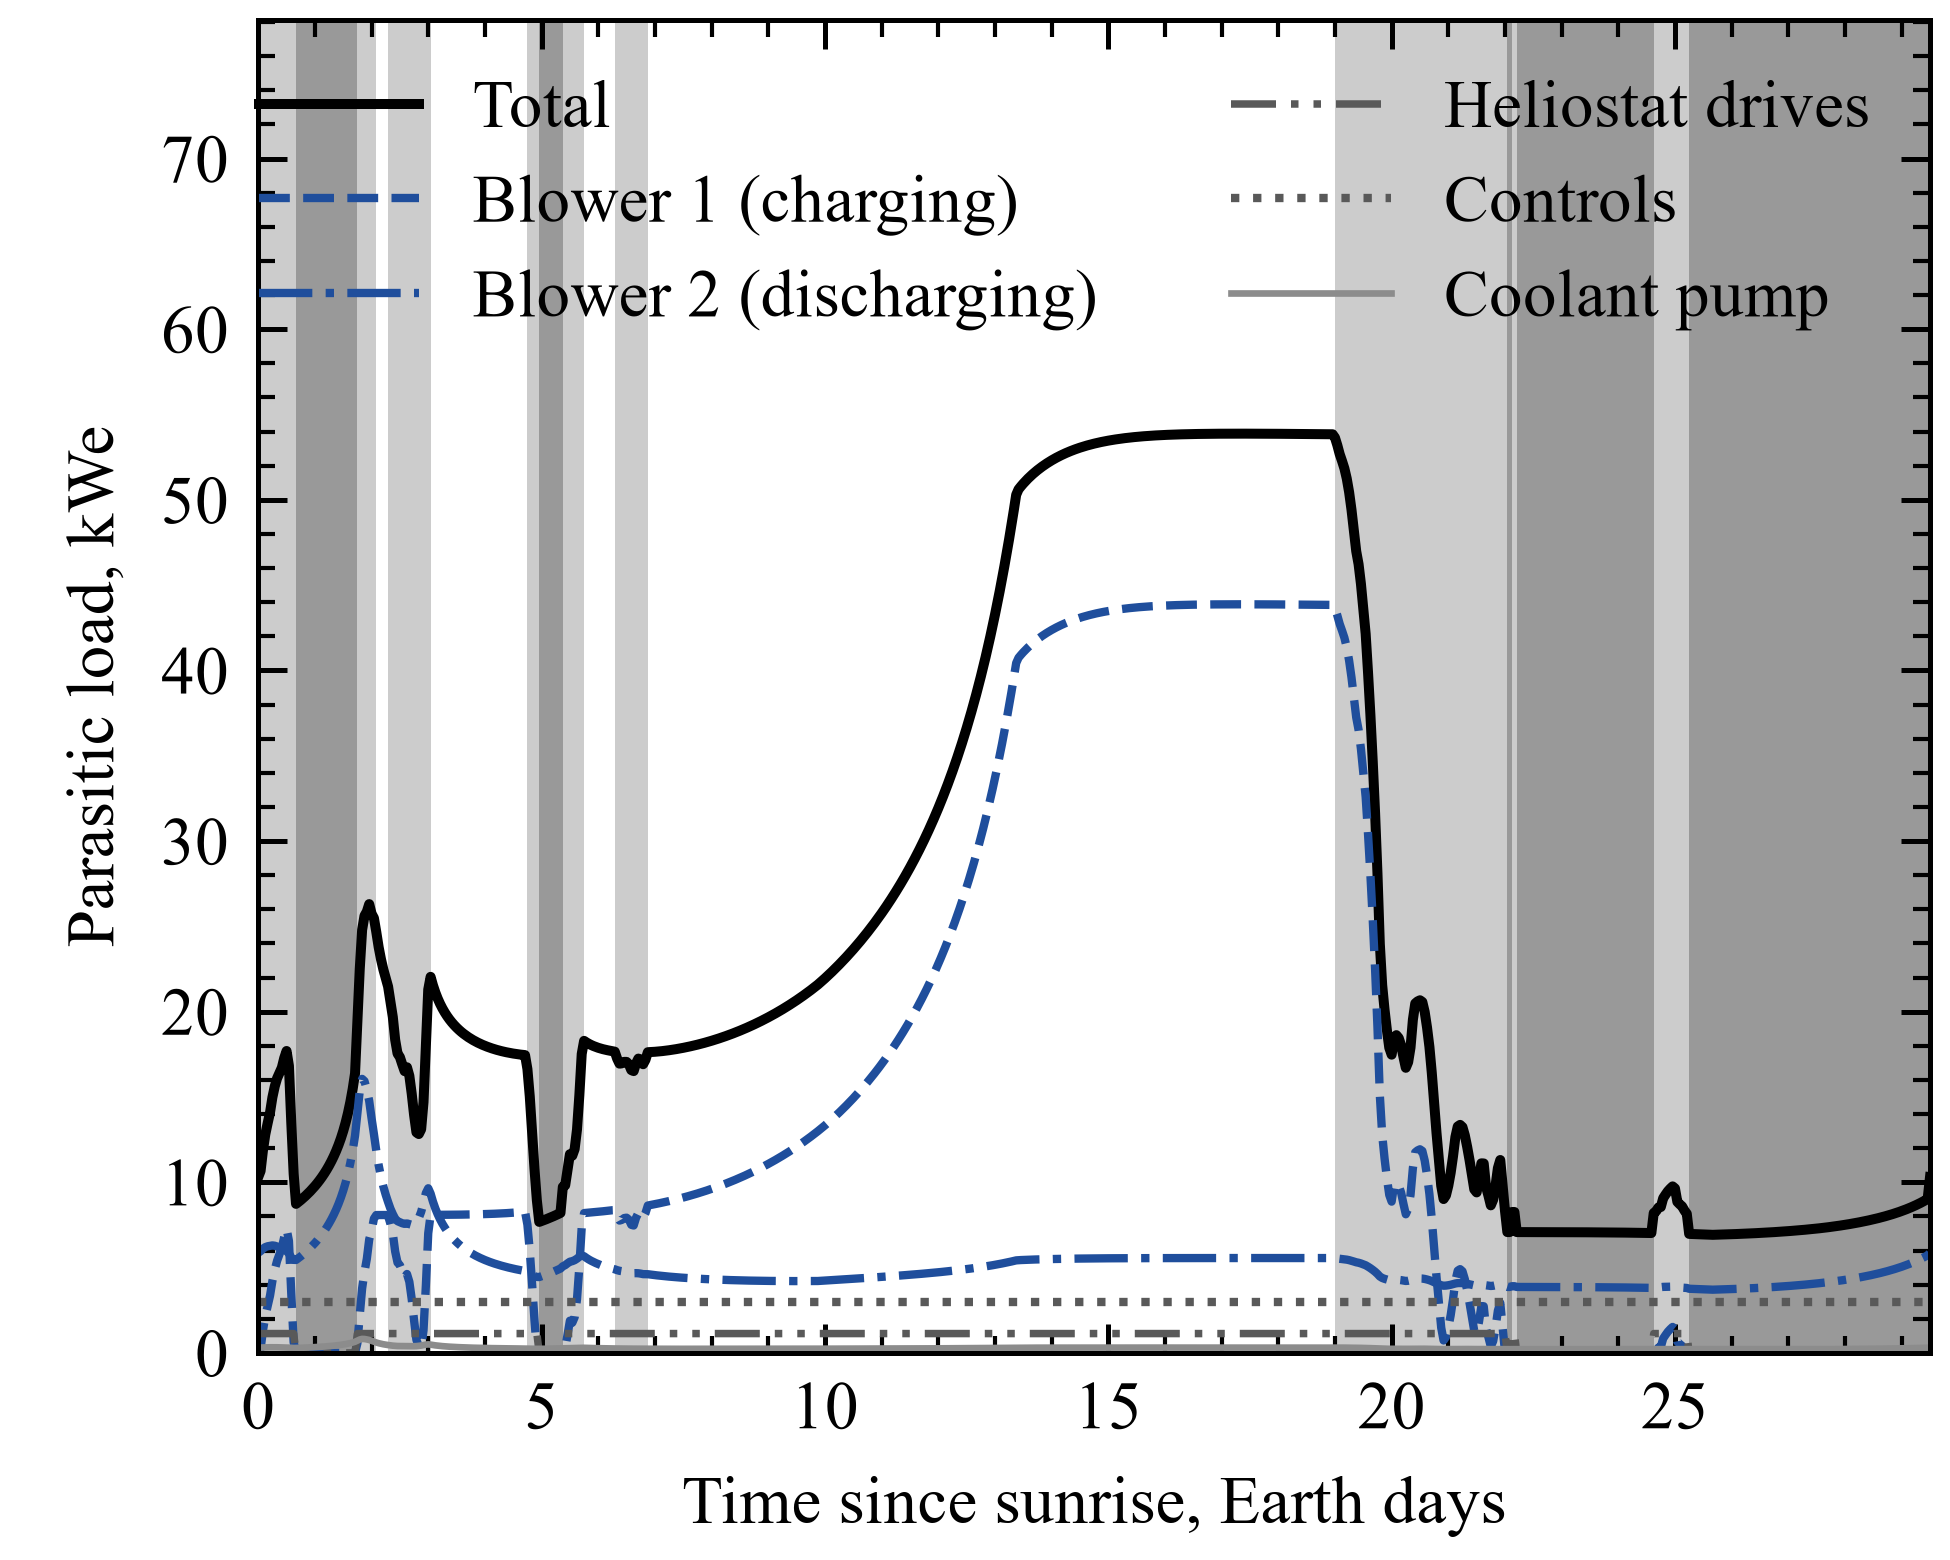 Total
Blower 1 (charging)
Blower 2 (discharging)
Heliostat drives
Controls
Coolant pump
Parasitic load, kWe
70
60
50
40
30
20
10
0
0 5 10 15 20 25
Time since sunrise, Earth days